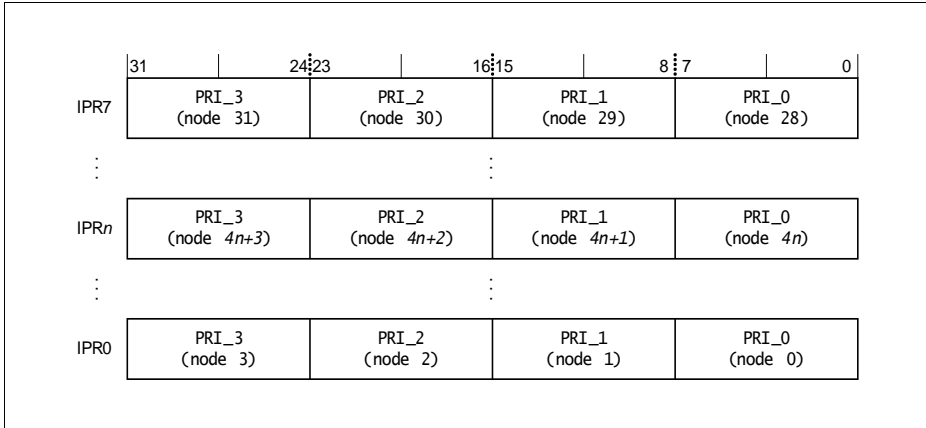 31 24 23 16 15 8 7 0
IPR7
PRI_3 PRI_2 PRI_1 PRI_0
(node 31) (node 30) (node 29) (node 28)
⋮ ⋮
IPRn
PRI_3 PRI_2 PRI_1 PRI_0
(node 4n+3) (node 4n+2) (node 4n+1) (node 4n)
⋮ ⋮
IPR0
PRI_3 PRI_2 PRI_1 PRI_0
(node 3) (node 2) (node 1) (node 0)